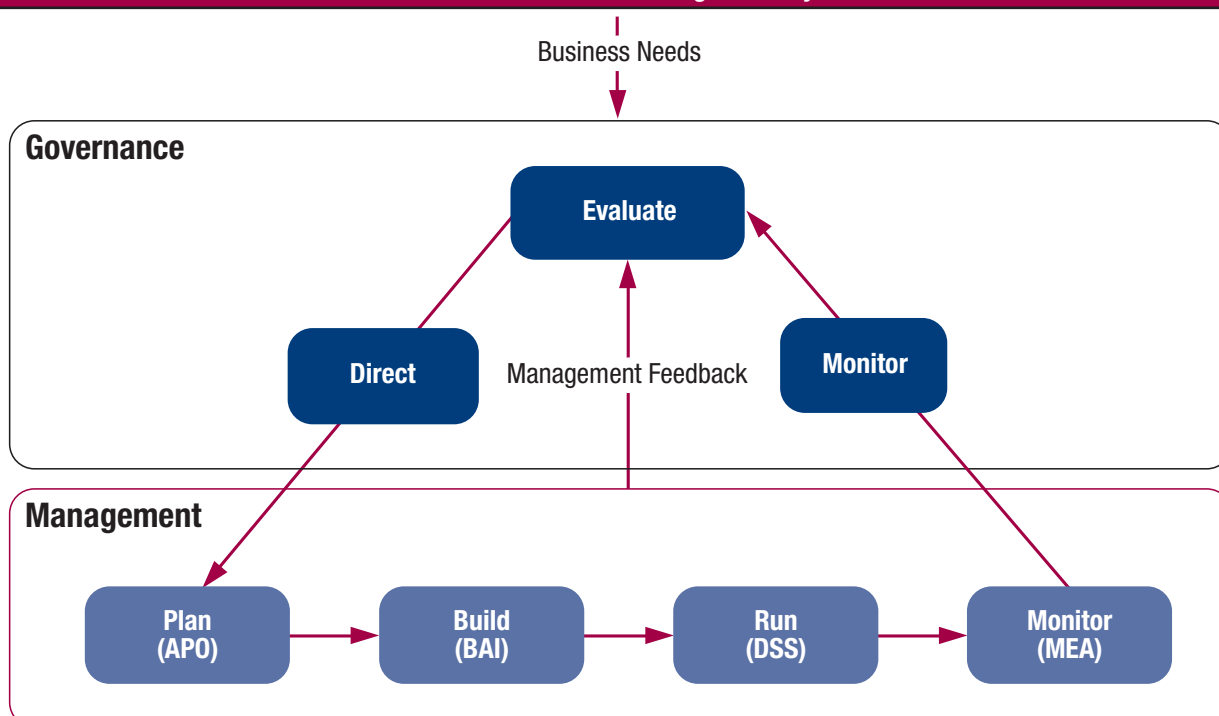 Business Needs
Governance
Evaluate
Direct
Management Feedback
Monitor
Management
Plan
(APO)
Build
(BAI)
Run
(DSS)
Monitor
(MEA)